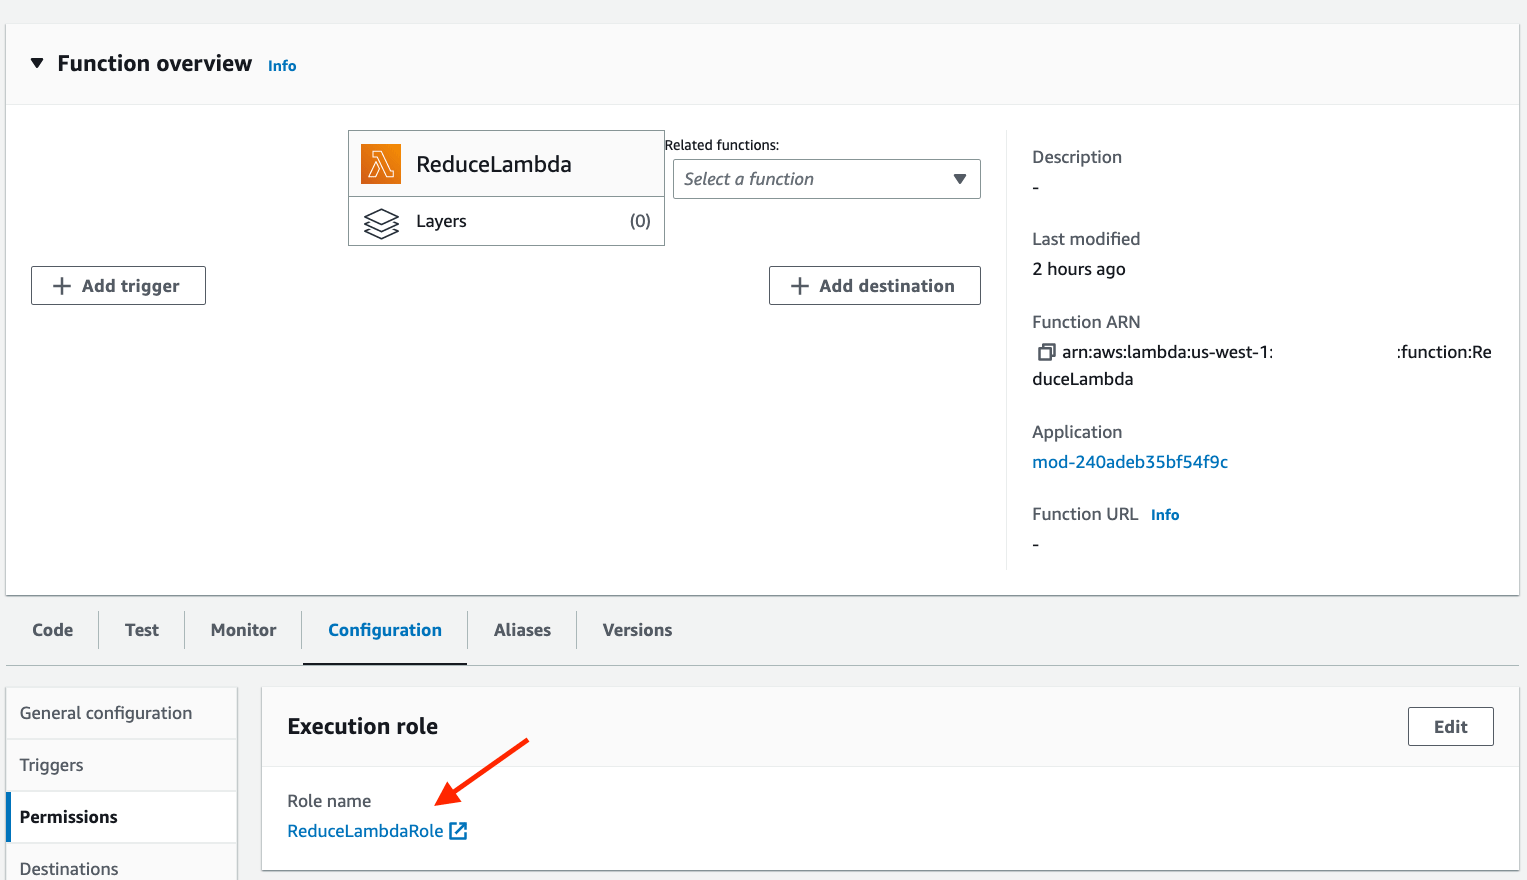 Function overview Info
ReduceLambda
Layers (0)
Related functions:
Select a function
Add trigger
Add destination
Description
-
Last modified
2 hours ago
Function ARN
arn:aws:lambda:us-west-1: :function:Re
duceLambda
Application
mod-240adeb35bf54f9c
Function URL Info
-
Code Test Monitor Configuration Aliases Versions
General configuration
Triggers
Permissions
Destinations
Execution role
Edit
Role name
ReduceLambdaRole